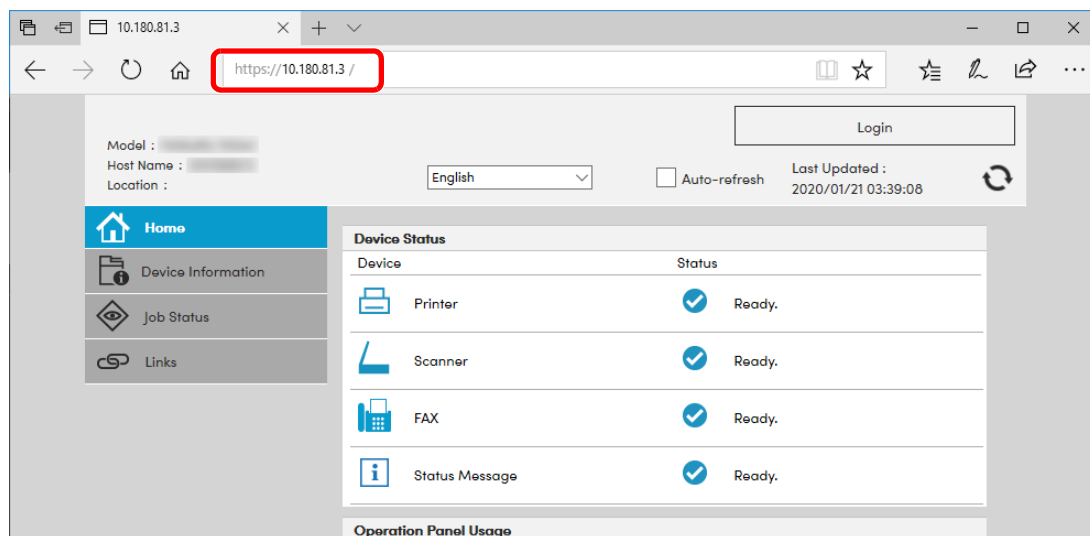 10.180.81.3
https://10.180.81.3 /
Login
Model :
Host Name :
Location :
English
Auto-refresh
Last Updated :
2020/01/21 03:39:08
Home
Device Information
Job Status
Links
Device Status
Device Status
Printer Ready.
Scanner Ready.
FAX Ready.
Status Message Ready.
Operation Panel Usage